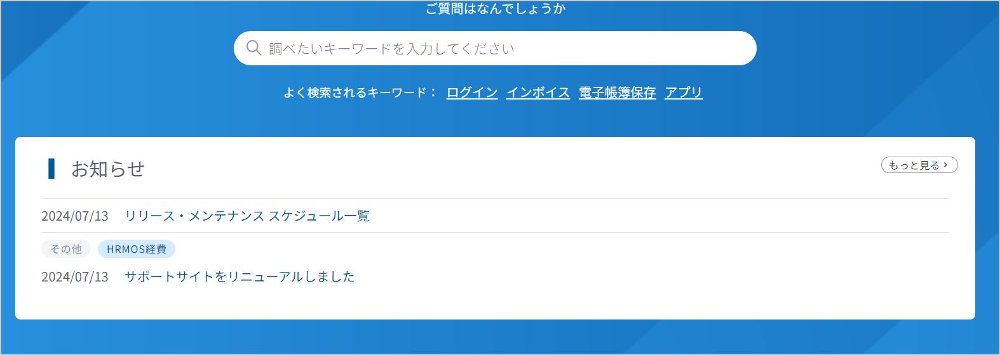 ご質問はなんでしょうか
調べたいキーワードを入力してください
よく検索されるキーワード： ログイン インボイス 電子帳簿保存 アプリ
お知らせ
もっと見る ›
2024/07/13 リリース・メンテナンス スケジュール一覧
その他 HRMOS経費
2024/07/13 サポートサイトをリニューアルしました